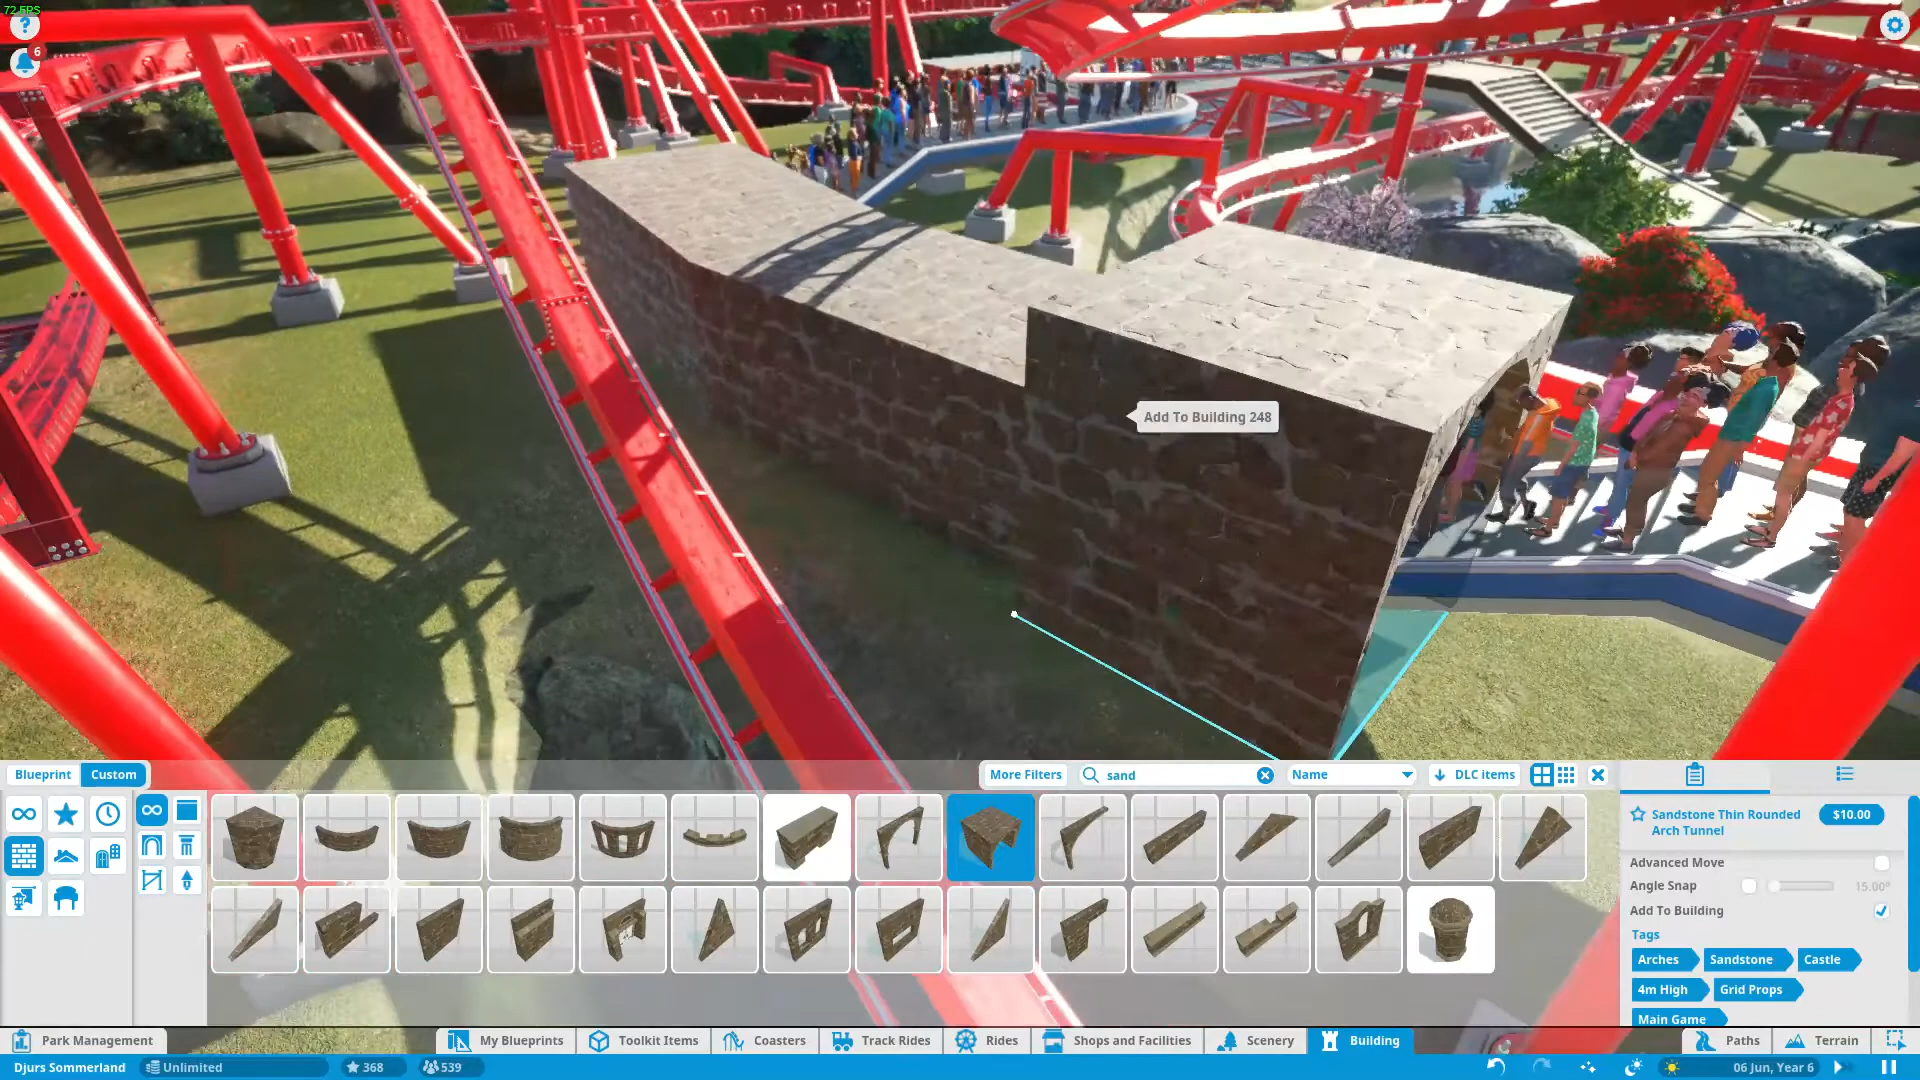 72 FPS
?
6
Add To Building 248
Blueprint
Custom
More Filters
sand
Name
DLC items
Sandstone Thin Rounded
Arch Tunnel
$10.00
Advanced Move
Angle Snap
15.00°
Add To Building
Tags
Arches
Sandstone
Castle
4m High
Grid Props
Main Game
Park Management
My Blueprints
Toolkit Items
Coasters
Track Rides
Rides
Shops and Facilities
Scenery
Building
Paths
Terrain
Djurs Sommerland
Unlimited
368
539
06 Jun, Year 6